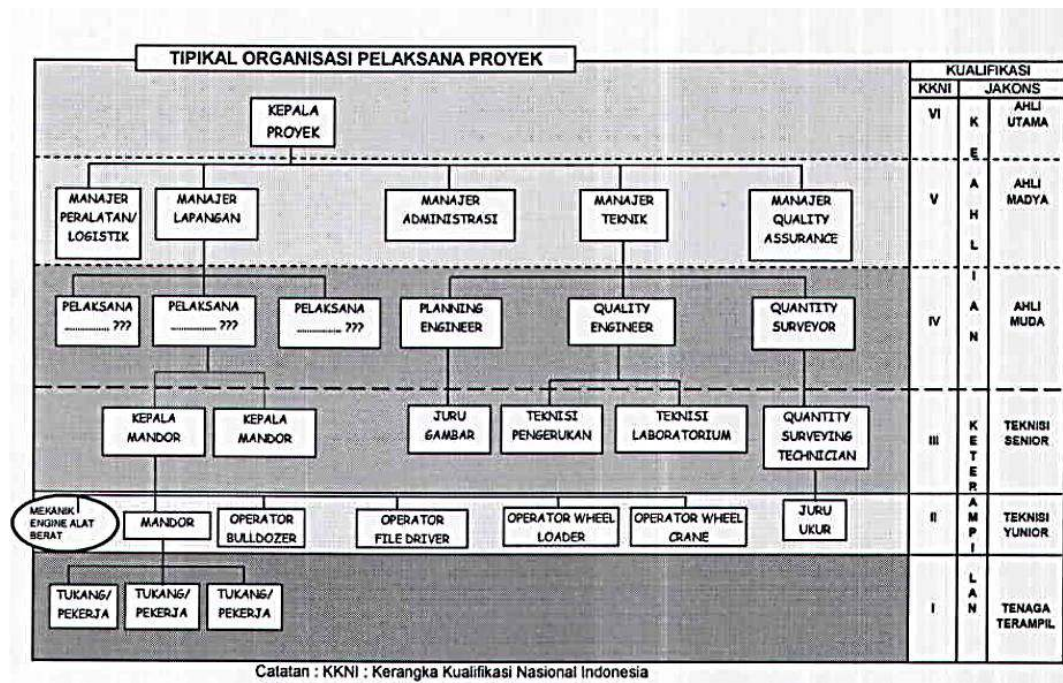 TIPIKAL ORGANISASI PELAKSANA PROYEK
KUALIFIKASI
KKNI
JAKONS
KEPALA
PROYEK
VI
AHLI
UTAMA
MANAJER
PERALATAN/
LOGISTIK
MANAJER
LAPANGAN
MANAJER
ADMINISTRASI
MANAJER
TEKNIK
MANAJER
QUALITY
ASSURANCE
V
AHLI
MADYA
PELAKSANA
............. ???
PELAKSANA
............. ???
PELAKSANA
............. ???
PLANNING
ENGINEER
QUALITY
ENGINEER
QUANTITY
SURVEYOR
IV
AHLI
MUDA
KEAHLIAN
KEPALA
MANDOR
KEPALA
MANDOR
JURU
GAMBAR
TEKNISI
PENGERUKAN
TEKNISI
LABORATORIUM
QUANTITY
SURVEYING
TECHNICIAN
III
TEKNISI
SENIOR
MEKANIK
ENGINE ALAT
BERAT
MANDOR
OPERATOR
BULLDOZER
OPERATOR
FILE DRIVER
OPERATOR WHEEL
LOADER
OPERATOR WHEEL
CRANE
JURU
UKUR
II
TEKNISI
YUNIOR
TUKANG/
PEKERJA
TUKANG/
PEKERJA
TUKANG/
PEKERJA
I
TENAGA
TERAMPIL
KETERAMPILAN
Catatan : KKNI : Kerangka Kualifikasi Nasional Indonesia